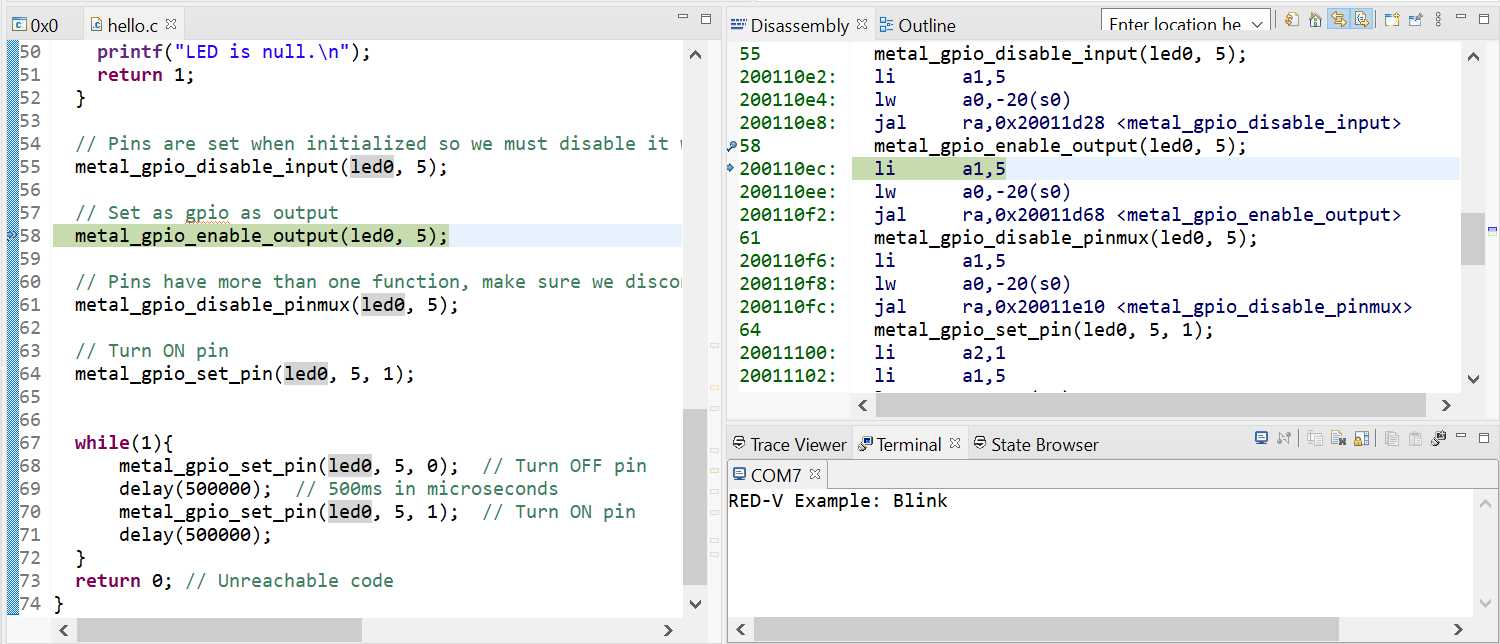 0x0
hello.c
50 printf("LED is null.\n");
51 return 1;
52 }
53
54 // Pins are set when initialized so we must disable it
55 metal_gpio_disable_input(led0, 5);
56
57 // Set as gpio as output
58 metal_gpio_enable_output(led0, 5);
59
60 // Pins have more than one function, make sure we
61 metal_gpio_disable_pinmux(led0, 5);
62
63 // Turn ON pin
64 metal_gpio_set_pin(led0, 5, 1);
65
66
67 while(1){
68 metal_gpio_set_pin(led0, 5, 0); // Turn OFF pin
69 delay(500000); // 500ms in microseconds
70 metal_gpio_set_pin(led0, 5, 1); // Turn ON pin
71 delay(500000);
72 }
73 return 0; // Unreachable code
74 }
Disassembly
Outline
Enter location he
55 metal_gpio_disable_input(led0, 5);
200110e2: li a1,5
200110e4: lw a0,-20(s0)
200110e8: jal ra,0x20011d28 <metal_gpio_disable_input>
58 metal_gpio_enable_output(led0, 5);
200110ec: li a1,5
200110ee: lw a0,-20(s0)
200110f2: jal ra,0x20011d68 <metal_gpio_enable_output>
61 metal_gpio_disable_pinmux(led0, 5);
200110f6: li a1,5
200110f8: lw a0,-20(s0)
200110fc: jal ra,0x20011e10 <metal_gpio_disable_pinmux>
64 metal_gpio_set_pin(led0, 5, 1);
20011100: li a2,1
20011102: li a1,5
Trace Viewer
Terminal
State Browser
COM7
RED-V Example: Blink